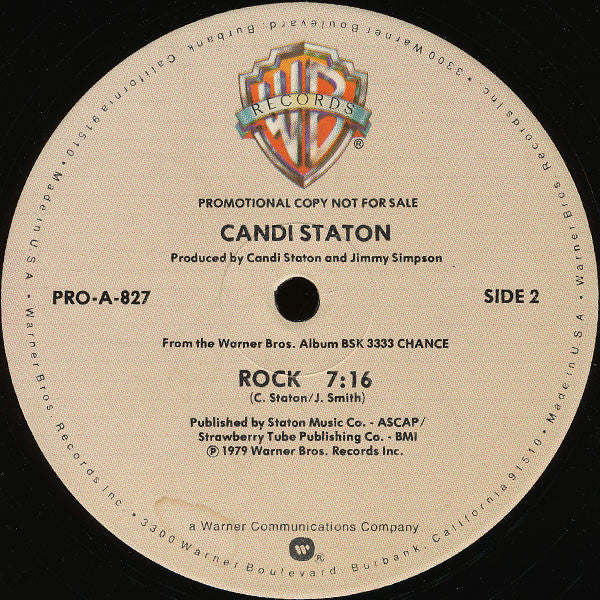 WB
RECORDS
®
PROMOTIONAL COPY NOT FOR SALE
CANDI STATON
Produced by Candi Staton and Jimmy Simpson
PRO-A-827
SIDE 2
From the Warner Bros. Album BSK 3333 CHANCE
ROCK 7:16
(C. Staton/J. Smith)
Published by Staton Music Co. - ASCAP/
Strawberry Tube Publishing Co. - BMI
℗ 1979 Warner Bros. Records Inc.
a Warner Communications Company
®
Warner Bros. Records Inc. • 3300 Warner Boulevard Burbank, California 91510 • Made in U.S.A. • Warner Bros. Records Inc. • 3300 Warner Boulevard, Burbank, California 91510 • Made in U.S.A. •